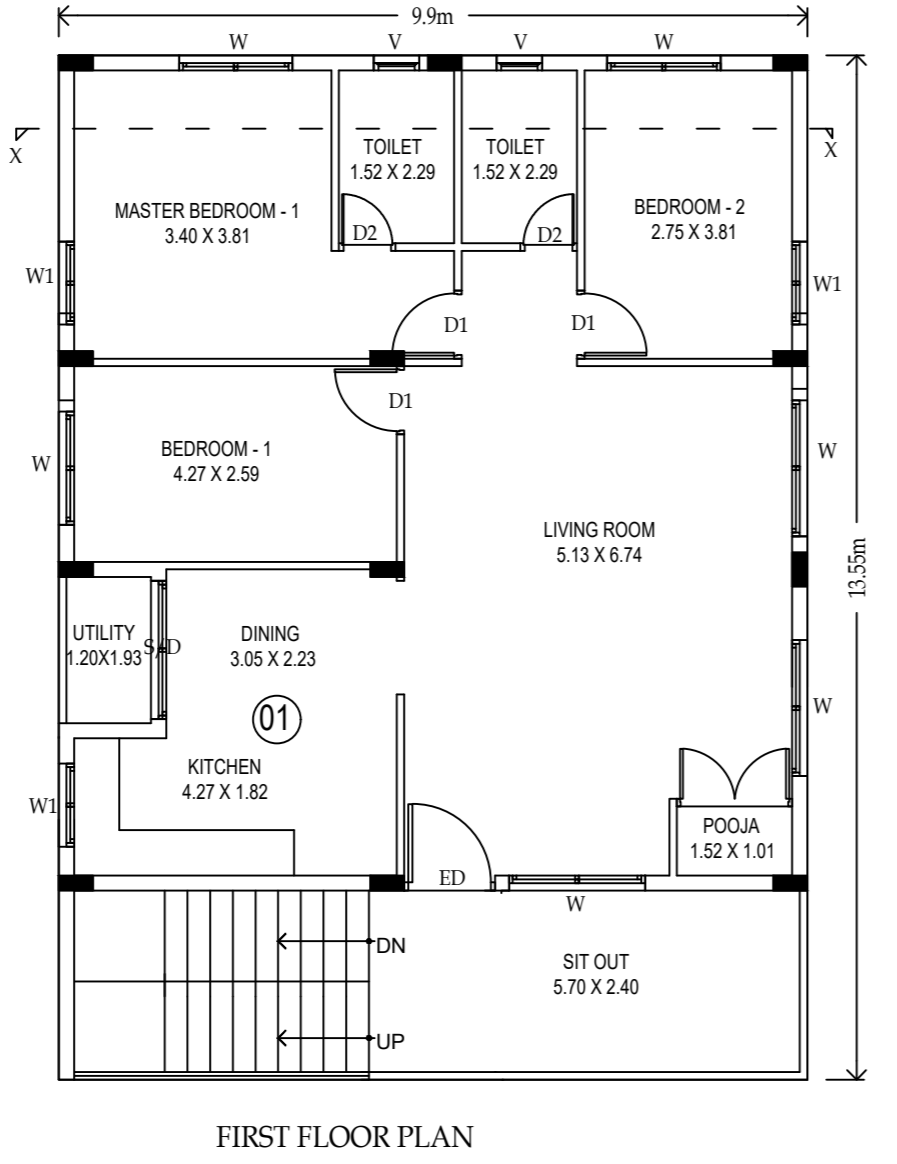 9.9m
W
V
V
W
X
X
TOILET
1.52 X 2.29
TOILET
1.52 X 2.29
MASTER BEDROOM - 1
3.40 X 3.81
BEDROOM - 2
2.75 X 3.81
D2
D2
W1
W1
D1
D1
D1
BEDROOM - 1
4.27 X 2.59
W
W
LIVING ROOM
5.13 X 6.74
13.55m
UTILITY
1.20X1.93
S/D
DINING
3.05 X 2.23
01
W
KITCHEN
4.27 X 1.82
W1
POOJA
1.52 X 1.01
ED
W
DN
SIT OUT
5.70 X 2.40
UP
FIRST FLOOR PLAN